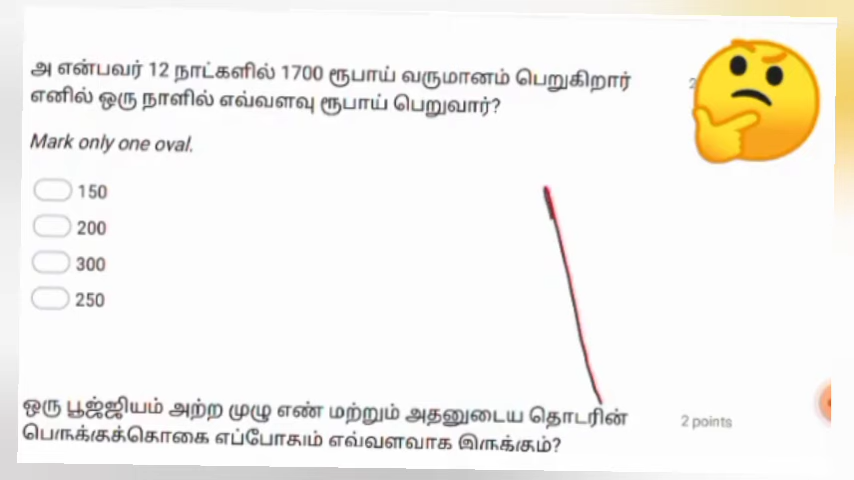 அ என்பவர் 12 நாட்களில் 1700 ரூபாய் வருமானம் பெறுகிறார்
எனில் ஒரு நாளில் எவ்வளவு ரூபாய் பெறுவார்?
Mark only one oval.
150
200
300
250
ஒரு பூஜ்ஜியம் அற்ற முழு எண் மற்றும் அதனுடைய தொடரின்
2 points
பெருக்குத்தொகை எப்போதும் எவ்வளவாக இருக்கும்?